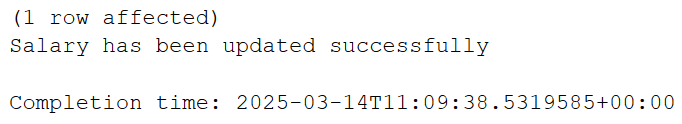 (1 row affected)
Salary has been updated successfully
Completion time: 2025-03-14T11:09:38.5319585+00:00